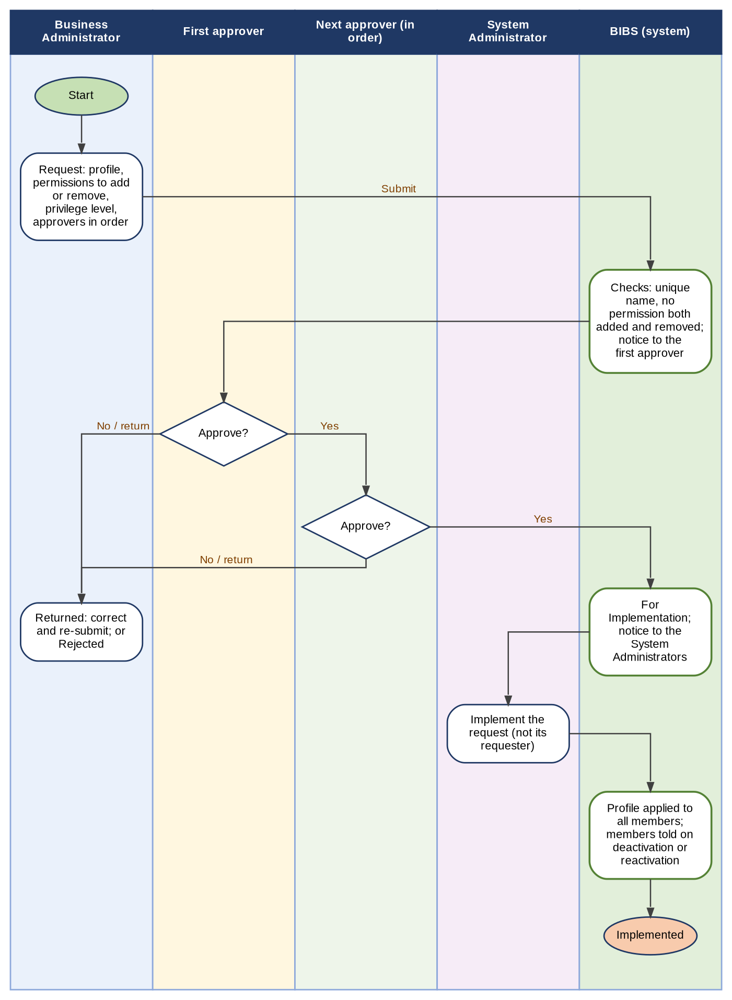 Business
Administrator
First approver
Next approver (in
order)
System
Administrator
BIBS (system)
Start
Request: profile,
permissions to add
or remove,
privilege level,
approvers in order
Submit
Checks: unique
name, no
permission both
added and removed;
notice to the
first approver
No / return
Approve?
Yes
Approve?
Yes
No / return
Returned: correct
and re-submit; or
Rejected
For
Implementation;
notice to the
System
Administrators
Implement the
request (not its
requester)
Profile applied to
all members;
members told on
deactivation or
reactivation
Implemented